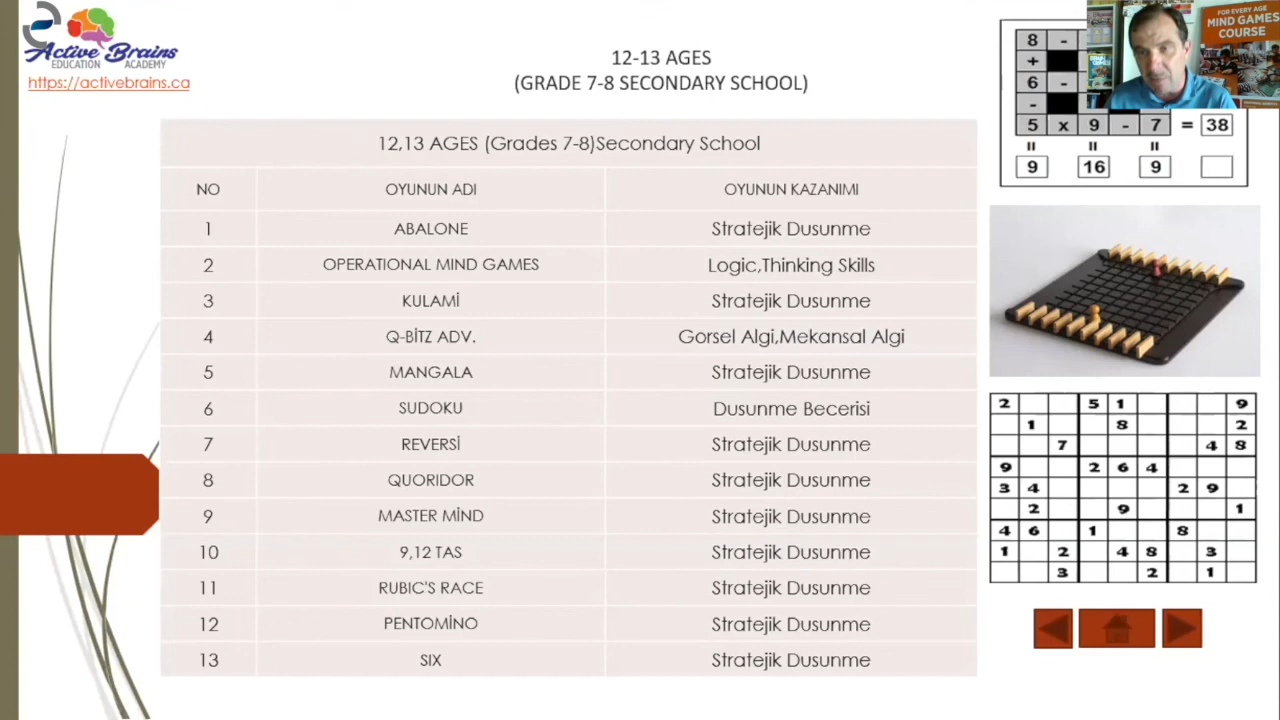 Active Brains
EDUCATION ACADEMY
https://activebrains.ca
12-13 AGES
(GRADE 7-8 SECONDARY SCHOOL)
12,13 AGES (Grades 7-8)Secondary School
NO OYUNUN ADI OYUNUN KAZANIMI
1 ABALONE Stratejik Dusunme
2 OPERATIONAL MIND GAMES Logic,Thinking Skills
3 KULAMİ Stratejik Dusunme
4 Q-BİTZ ADV. Gorsel Algi,Mekansal Algi
5 MANGALA Stratejik Dusunme
6 SUDOKU Dusunme Becerisi
7 REVERSİ Stratejik Dusunme
8 QUORIDOR Stratejik Dusunme
9 MASTER MİND Stratejik Dusunme
10 9,12 TAS Stratejik Dusunme
11 RUBIC'S RACE Stratejik Dusunme
12 PENTOMİNO Stratejik Dusunme
13 SIX Stratejik Dusunme
8 -
+
6 -
-
5 x 9 - 7 = 38
= = =
9 16 9
FOR EVERY AGE
MIND GAMES
COURSE
2 5 1 9
1 8 2
7 4 8
9 2 6 4
3 4 2 9
2 9 1
4 6 1 8
1 2 4 8 3
3 2 1